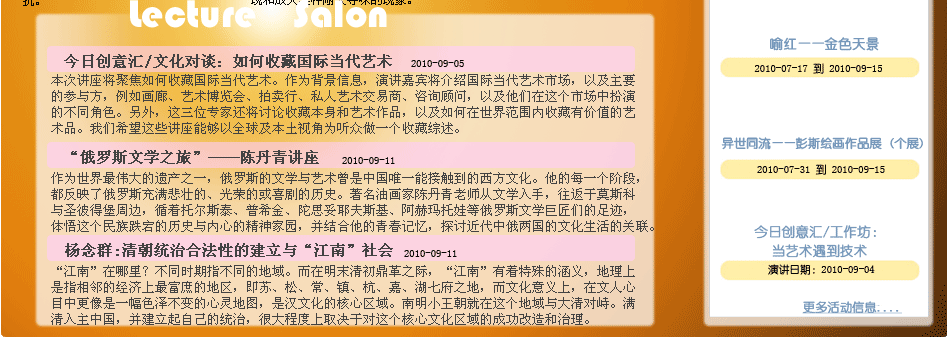 Lecture Salon
今日创意汇/文化对谈：如何收藏国际当代艺术 2010-09-05
本次讲座将聚焦如何收藏国际当代艺术。作为背景信息，演讲嘉宾将介绍国际当代艺术市场，以及主要
的参与方，例如画廊、艺术博览会、拍卖行、私人艺术交易商、咨询顾问，以及他们在这个市场中扮演
的不同角色。另外，这三位专家还将讨论收藏本身和艺术作品，以及如何在世界范围内收藏有价值的艺
术品。我们希望这些讲座能够以全球及本土视角为听众做一个收藏综述。
“俄罗斯文学之旅”——陈丹青讲座 2010-09-11
作为世界最伟大的遗产之一，俄罗斯的文学与艺术曾是中国唯一能接触到的西方文化。他的每一个阶段，
都反映了俄罗斯充满悲壮的、光荣的或喜剧的历史。著名油画家陈丹青老师从文学入手，往返于莫斯科
与圣彼得堡周边，循着托尔斯泰、普希金、陀思妥耶夫斯基、阿赫玛托娃等俄罗斯文学巨匠们的足迹，
体悟这个民族跌宕的历史与内心的精神家园，并结合他的青春记忆，探讨近代中俄两国的文化生活的关联。
杨念群:清朝统治合法性的建立与“江南”社会 2010-09-11
“江南”在哪里？不同时期指不同的地域。而在明末清初鼎革之际，“江南”有着特殊的涵义，地理上
是指相邻的经济上最富庶的地区，即苏、松、常、镇、杭、嘉、湖七府之地，而文化意义上，在文人心
目中更像是一幅色泽不变的心灵地图，是汉文化的核心区域。南明小王朝就在这个地域与大清对峙。满
清入主中国，并建立起自己的统治，很大程度上取决于对这个核心文化区域的成功改造和治理。
喻红——金色天景
2010-07-17 到 2010-09-15
异世同流——彭斯绘画作品展（个展）
2010-07-31 到 2010-09-15
今日创意汇/工作坊:
当艺术遇到技术
演讲日期: 2010-09-04
更多活动信息....